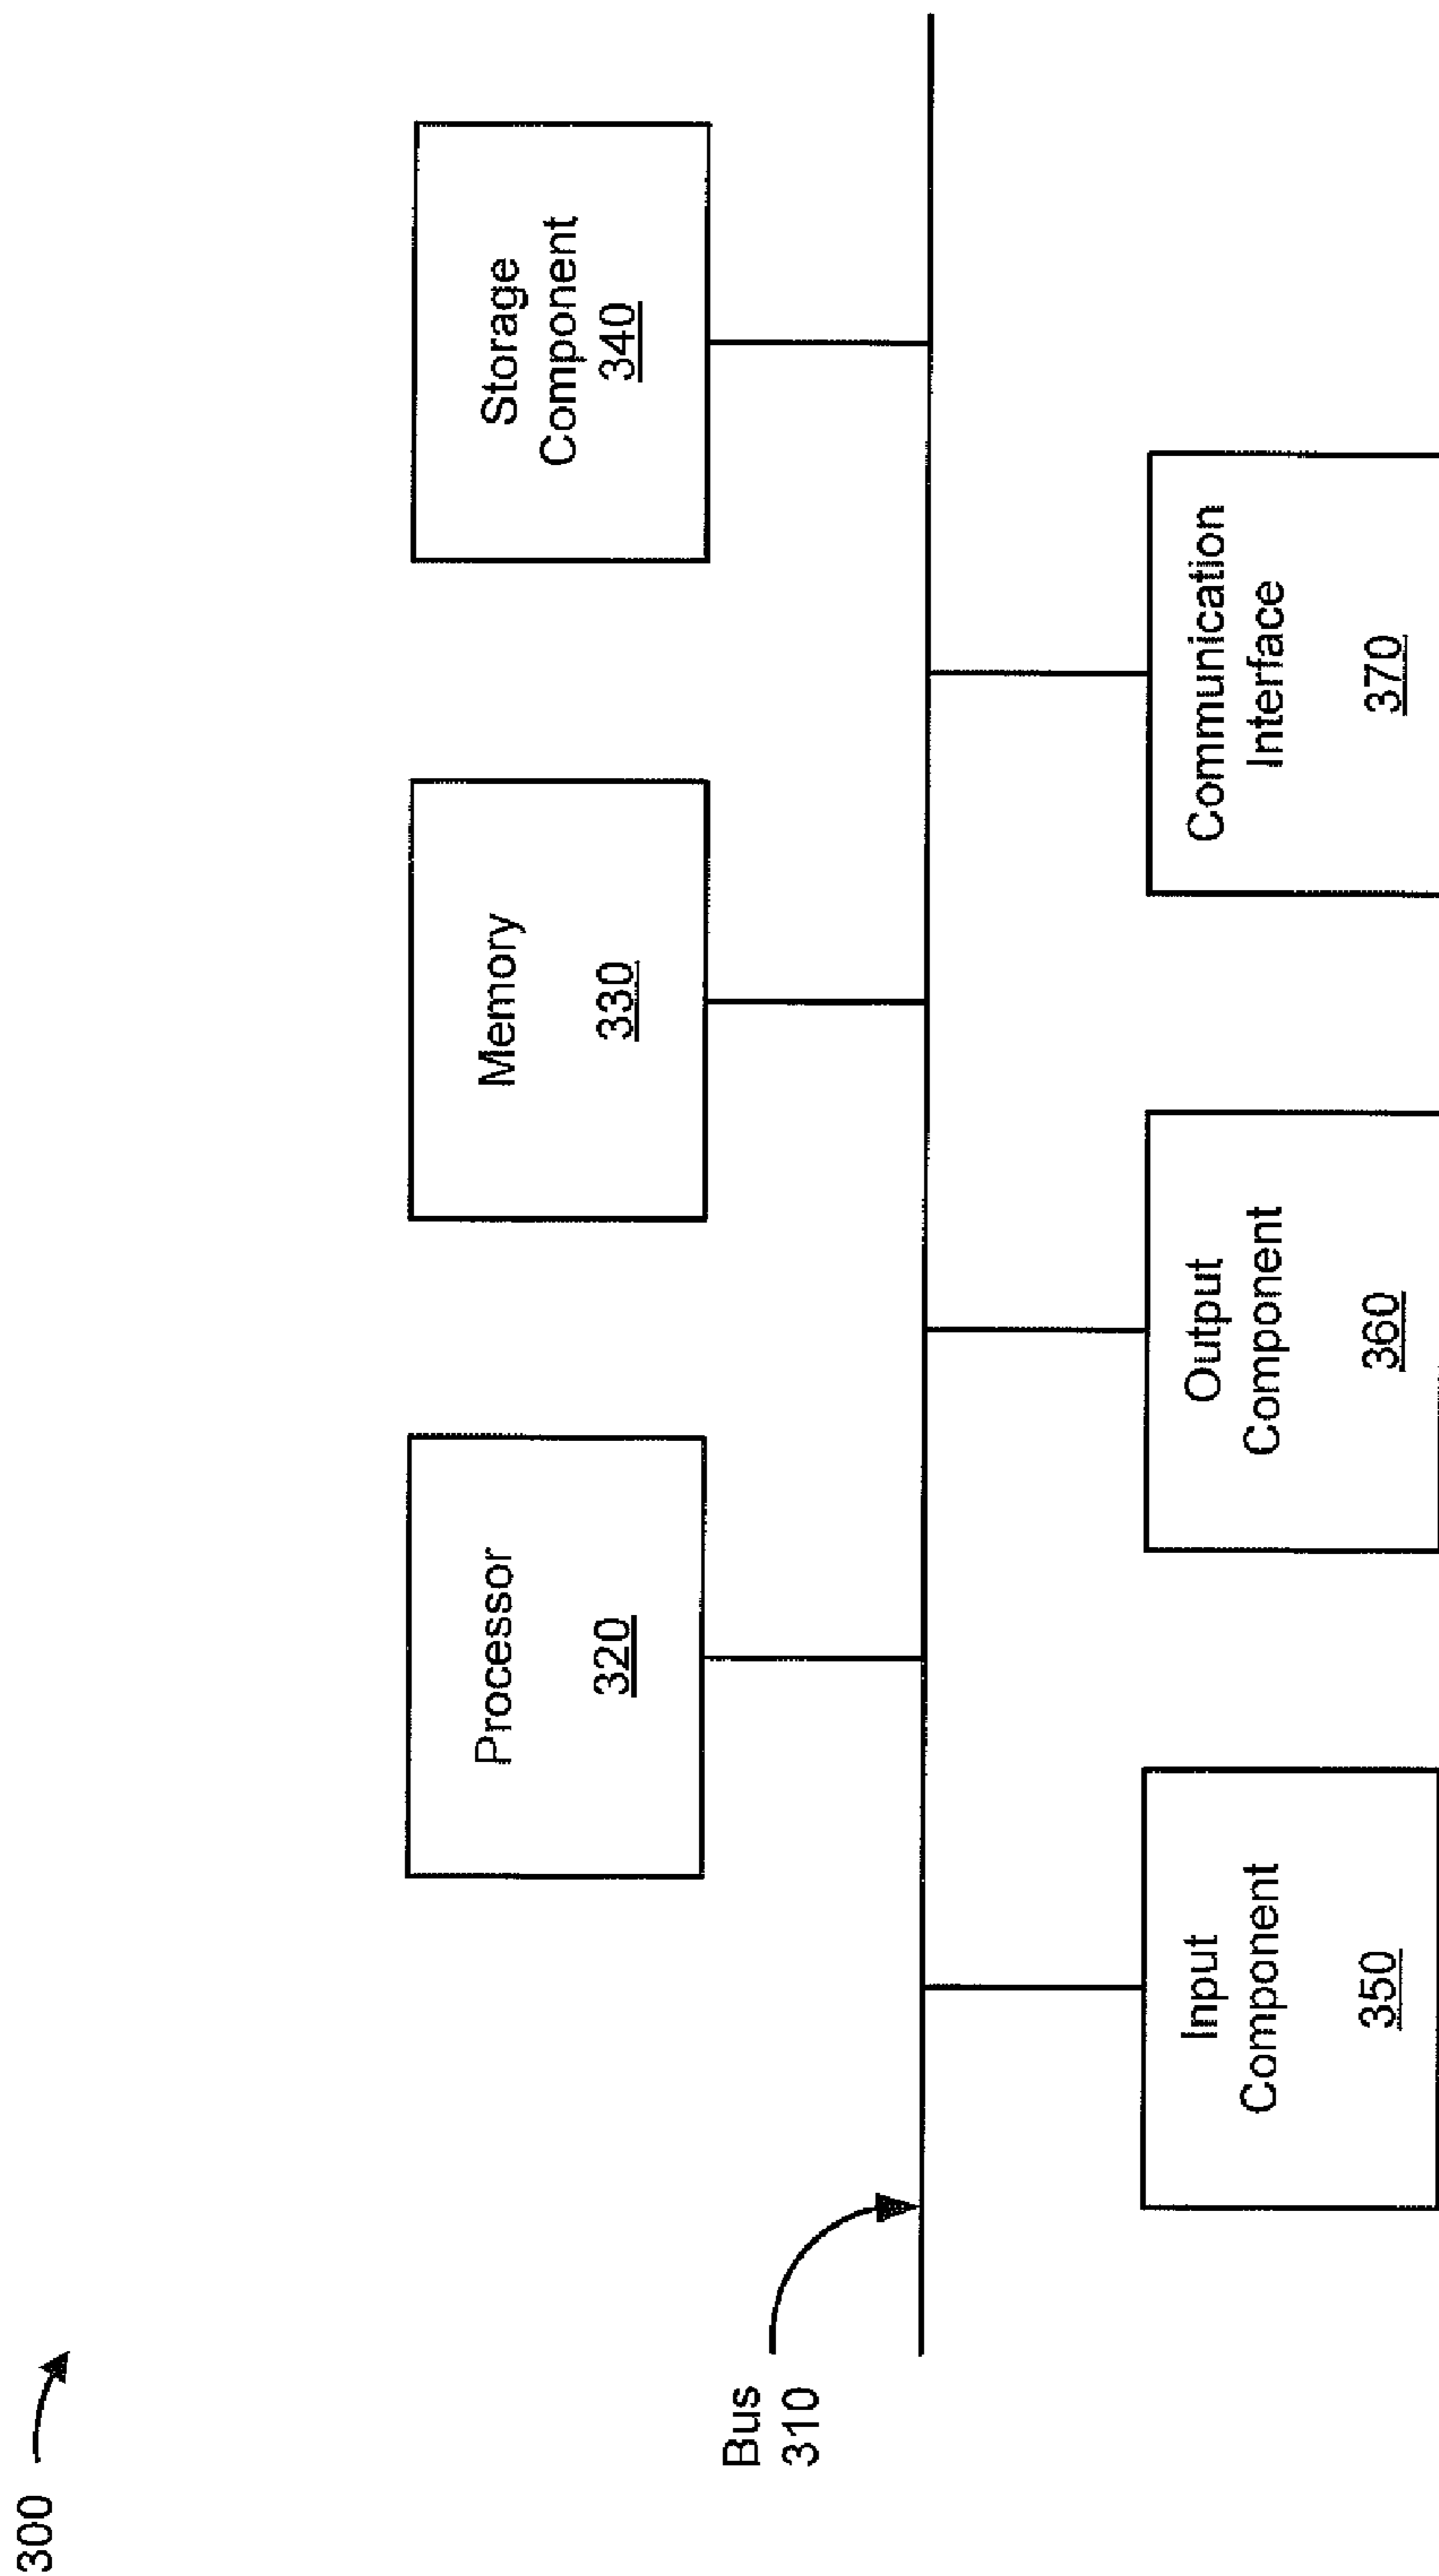 300
Processor
320
Memory
330
Storage
Component
340
Bus
310
Input
Component
350
Output
Component
360
Communication
Interface
370